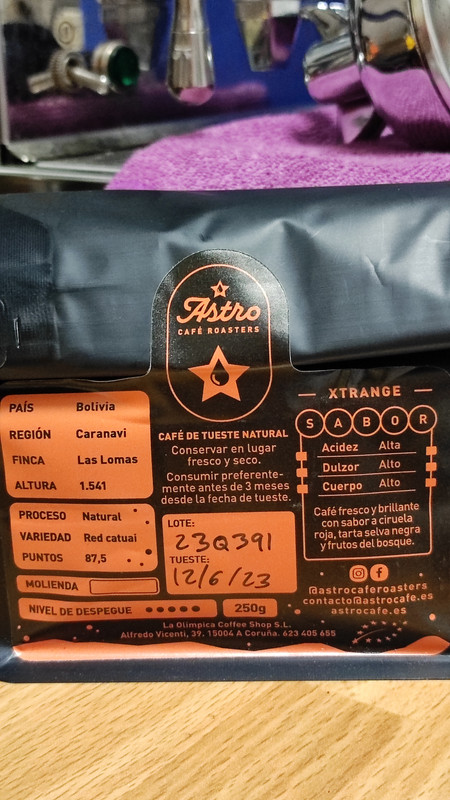 Astro
CAFÉ ROASTERS
PAÍS Bolivia
REGIÓN Caranavi
FINCA Las Lomas
ALTURA 1.541
PROCESO Natural
VARIEDAD Red catuai
PUNTOS 87,5
MOLIENDA
NIVEL DE DESPEGUE
250g
CAFÉ DE TUESTE NATURAL
Conservar en lugar
fresco y seco.
Consumir preferente-
mente antes de 3 meses
desde la fecha de tueste.
LOTE:
23Q391
TUESTE:
12/6/23
XTRANGE
SABOR
Acidez Alta
Dulzor Alto
Cuerpo Alto
Café fresco y brillante
con sabor a ciruela
roja, tarta selva negra
y frutos del bosque.
@astrocaferoasters
contacto@astrocafe.es
astrocafe.es
La Olimpica Coffee Shop S.L.
Alfredo Vicenti, 39. 15004 A Coruña. 623 405 655